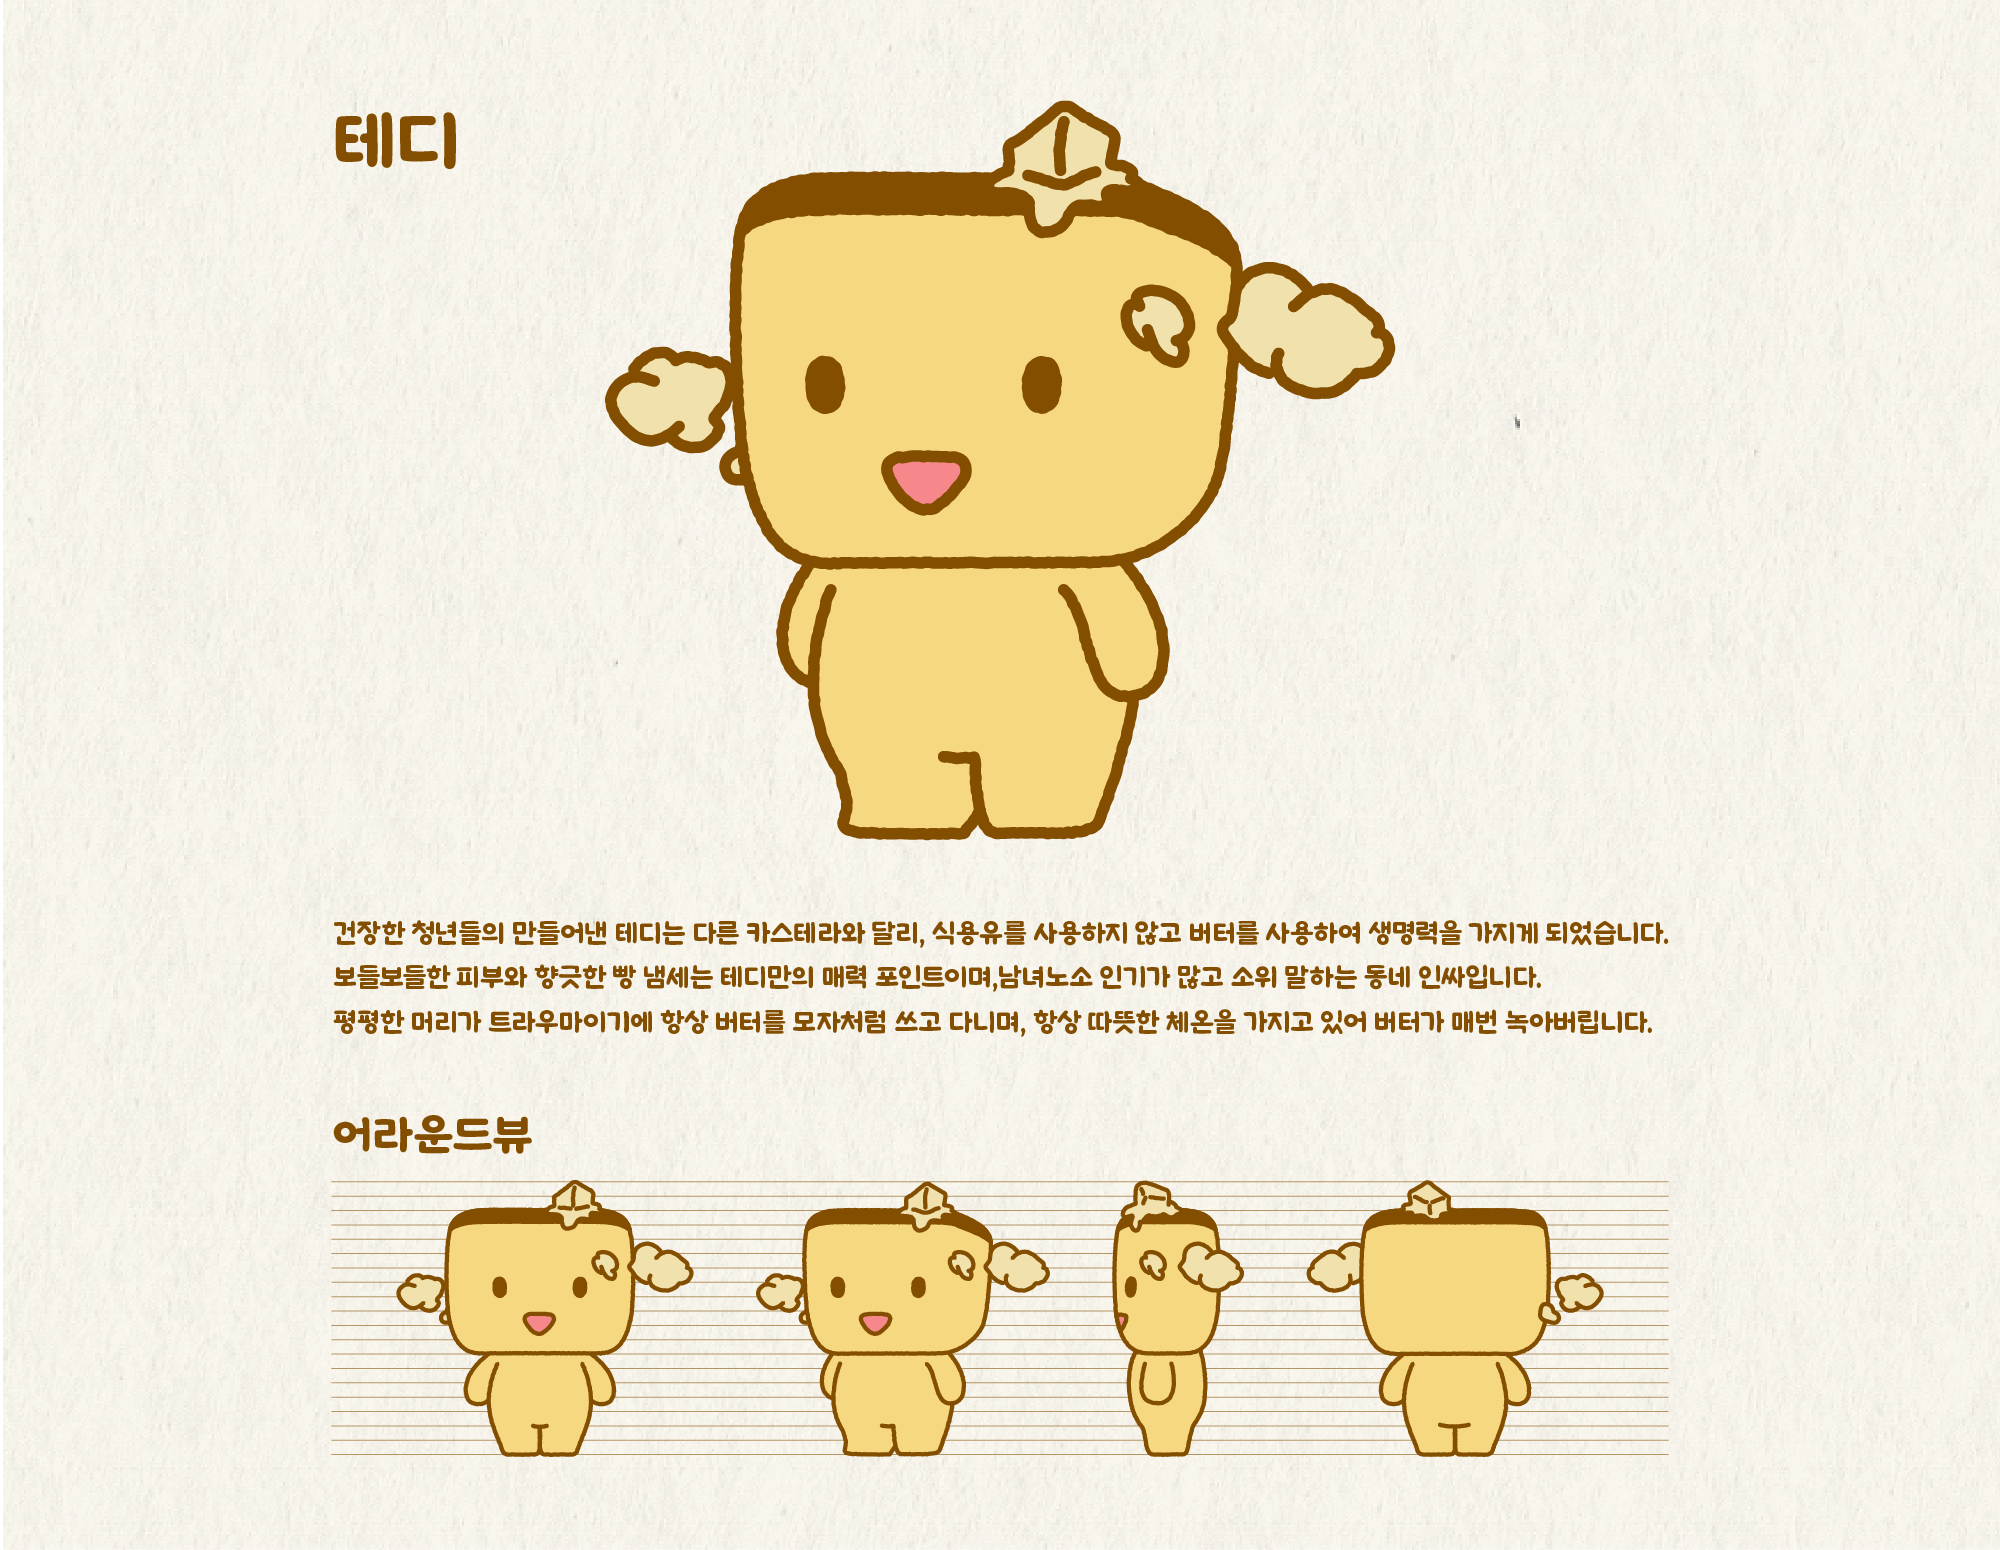 테디
건장한 청년들의 만들어낸 테디는 다른 카스테라와 달리, 식용유를 사용하지 않고 버터를 사용하여 생명력을 가지게 되었습니다.
보들보들한 피부와 향긋한 빵 냄세는 테디만의 매력 포인트이며,남녀노소 인기가 많고 소위 말하는 동네 인싸입니다.
평평한 머리가 트라우마이기에 항상 버터를 모자처럼 쓰고 다니며, 항상 따뜻한 체온을 가지고 있어 버터가 매번 녹아버립니다.
어라운드뷰